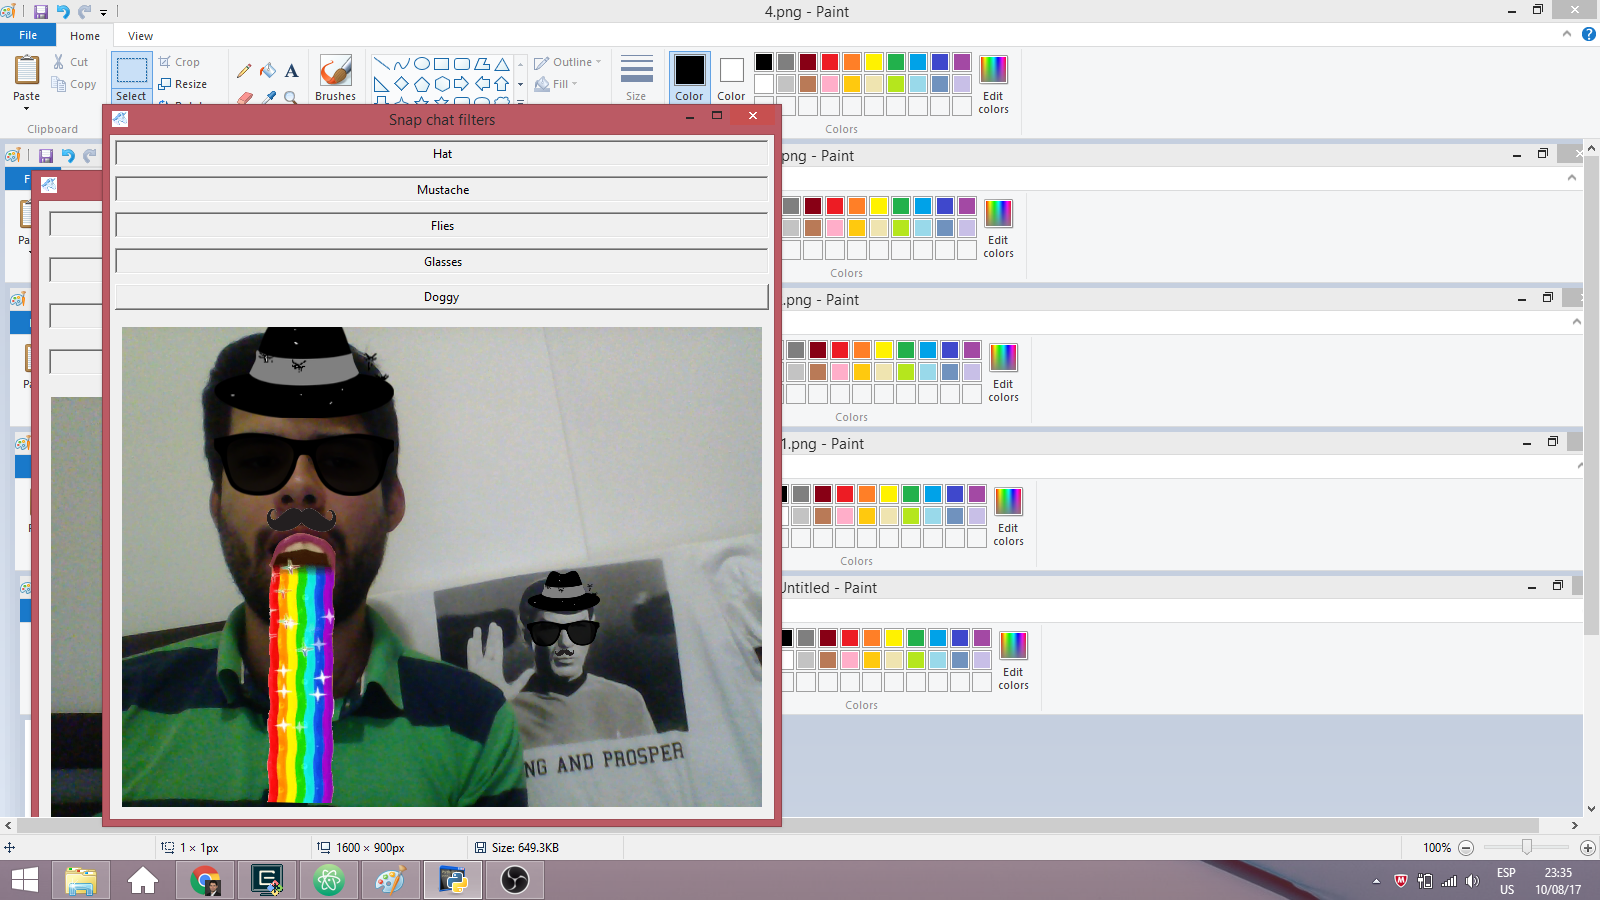 4.png - Paint
File
Home
View
Paste
Cut
Copy
Clipboard
Select
Crop
Resize
Brushes
Outline
Fill
Size
Color
Color
Edit
colors
Colors
Snap chat filters
Hat
Mustache
Flies
Glasses
Doggy
NG AND PROSPER
png - Paint
Edit
colors
Colors
.png - Paint
Edit
colors
Colors
1.png - Paint
Edit
colors
Colors
Untitled - Paint
Edit
colors
Colors
1 × 1px
1600 × 900px
Size: 649.3KB
100%
ESP
US
23:35
10/08/17